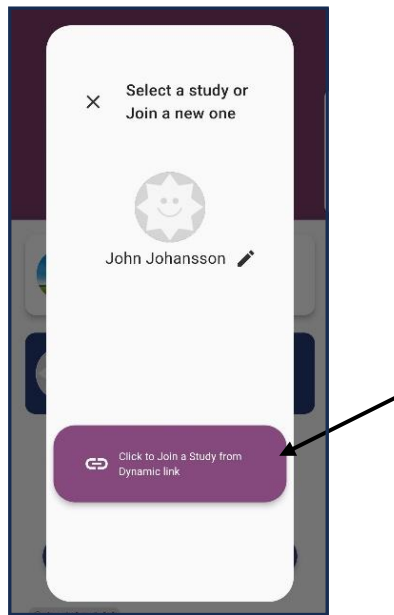 Select a study or
Join a new one
John Johansson
Click to Join a Study from
Dynamic link